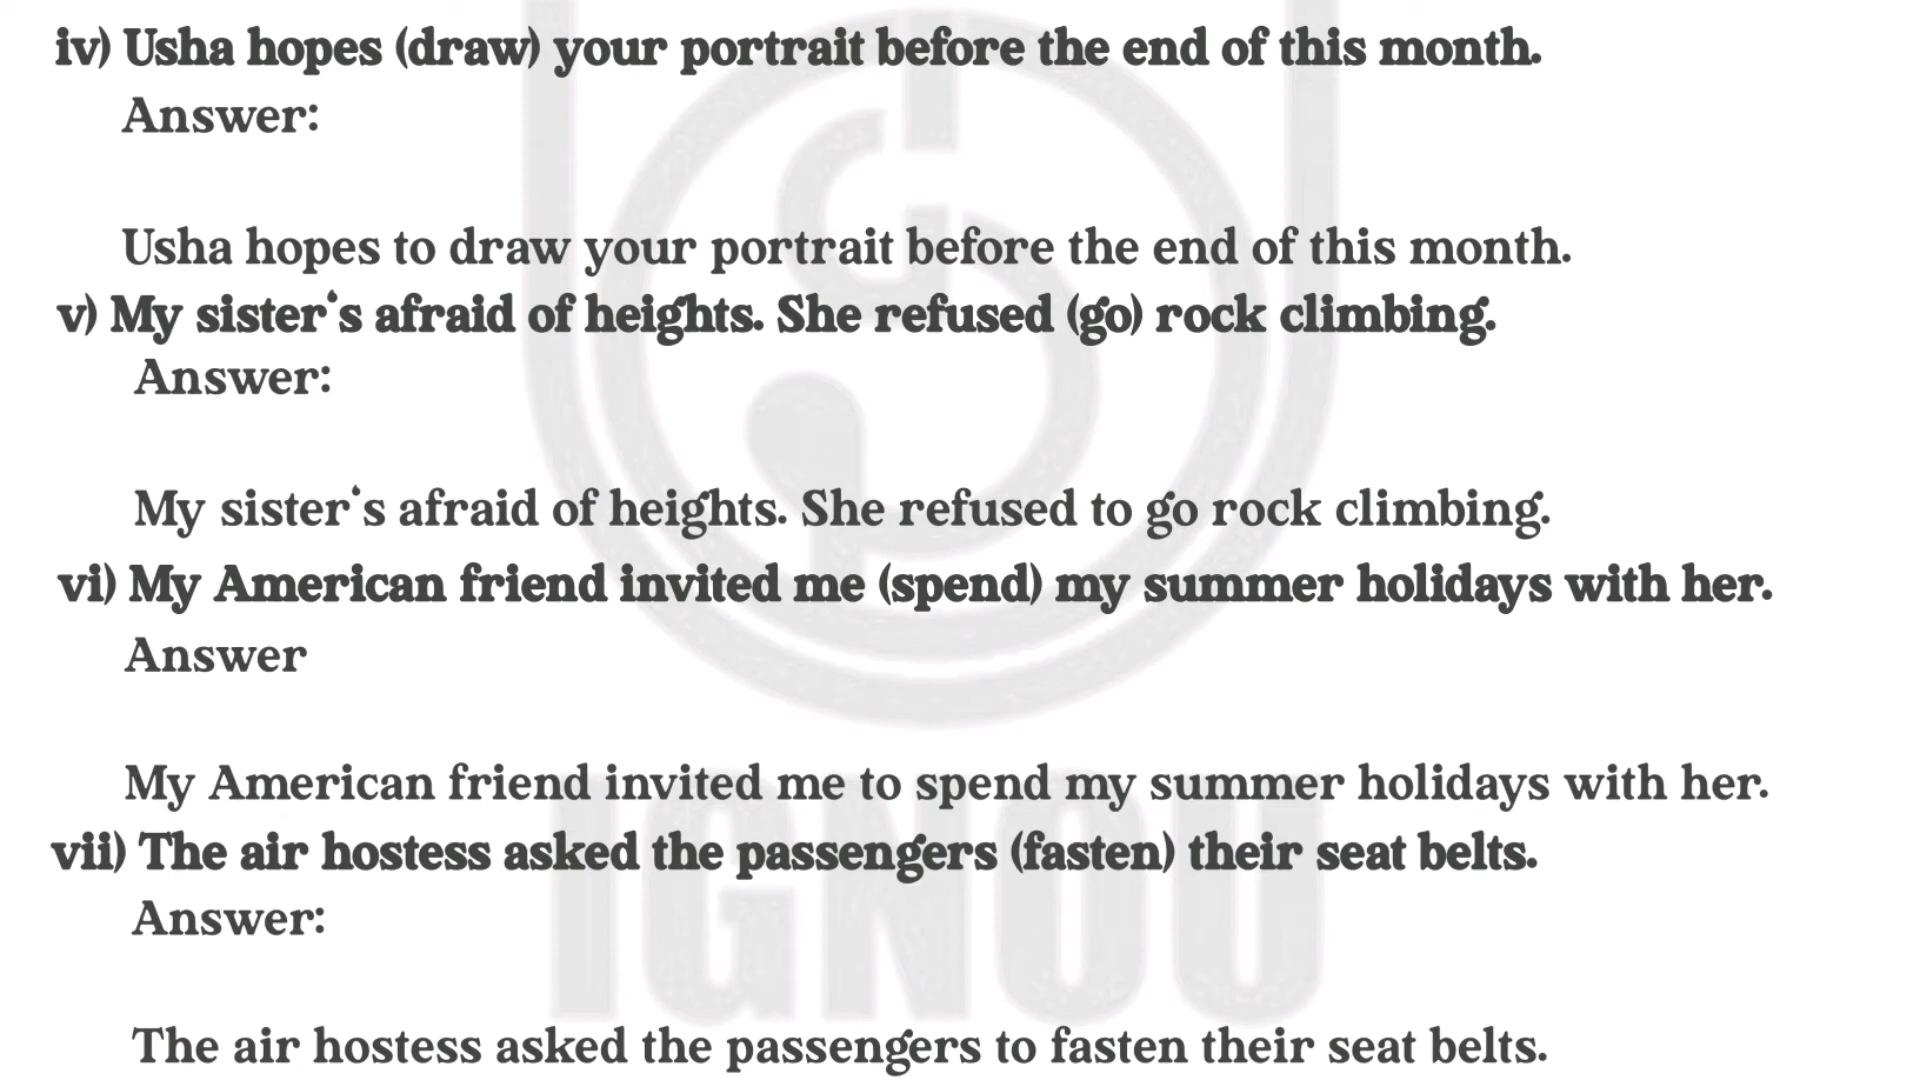 iv) Usha hopes (draw) your portrait before the end of this month.
Answer:
Usha hopes to draw your portrait before the end of this month.
v) My sister‘s afraid of heights. She refused (go) rock climbing.
Answer:
My sister‘s afraid of heights. She refused to go rock climbing.
vi) My American friend invited me (spend) my summer holidays with her.
Answer
My American friend invited me to spend my summer holidays with her.
vii) The air hostess asked the passengers (fasten) their seat belts.
Answer:
The air hostess asked the passengers to fasten their seat belts.
IGNOU